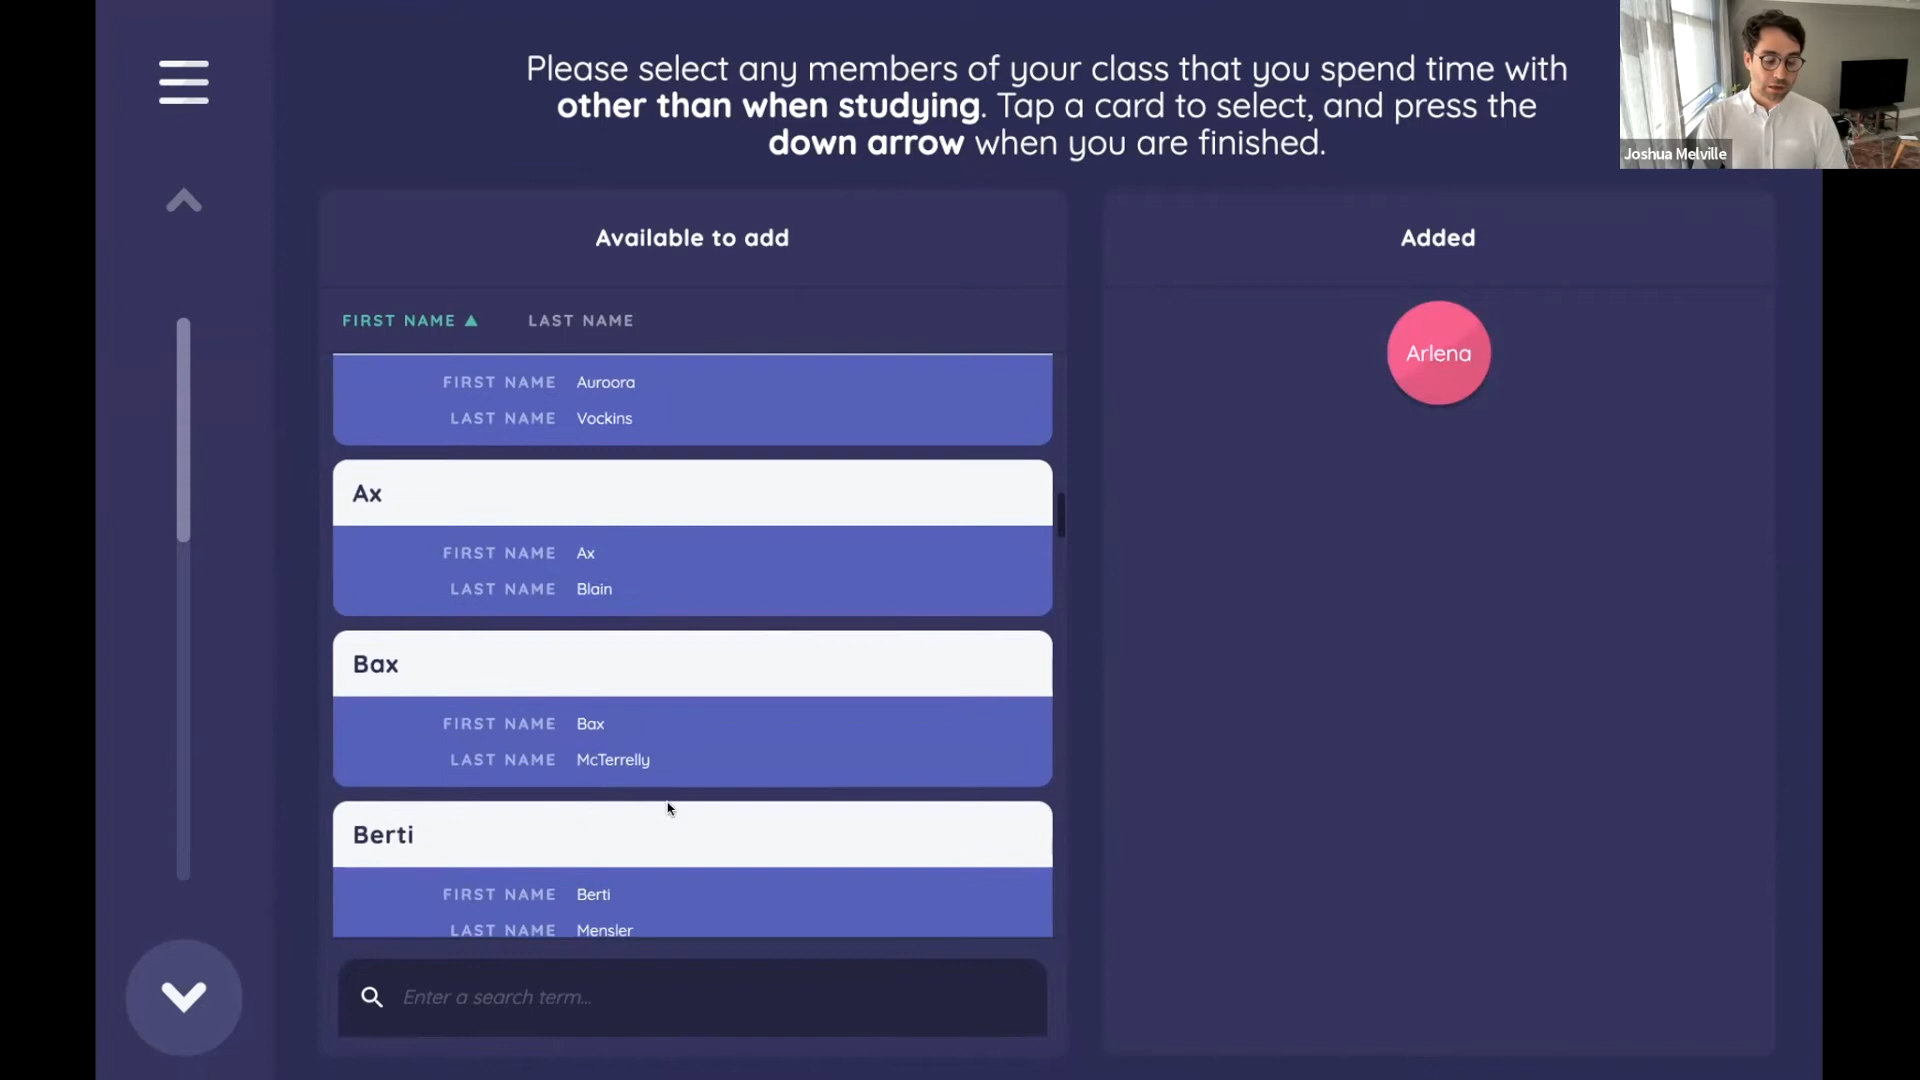 Please select any members of your class that you spend time with
other than when studying. Tap a card to select, and press the
down arrow when you are finished.
Joshua Melville
Available to add
Added
FIRST NAME ▲ LAST NAME
Arlena
FIRST NAME Auroora
LAST NAME Vockins
Ax
FIRST NAME Ax
LAST NAME Blain
Bax
FIRST NAME Bax
LAST NAME McTerrelly
Berti
FIRST NAME Berti
LAST NAME Mensler
Enter a search term...